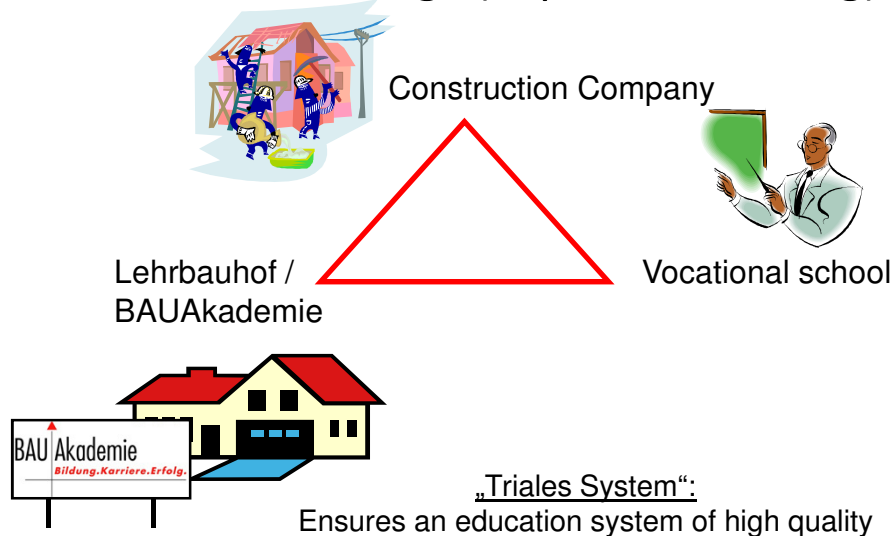 Construction Company
Lehrbauhof /
BAUAkademie
Vocational school
BAU Akademie
Bildung.Karriere.Erfolg.
„Triales System“:
Ensures an education system of high quality